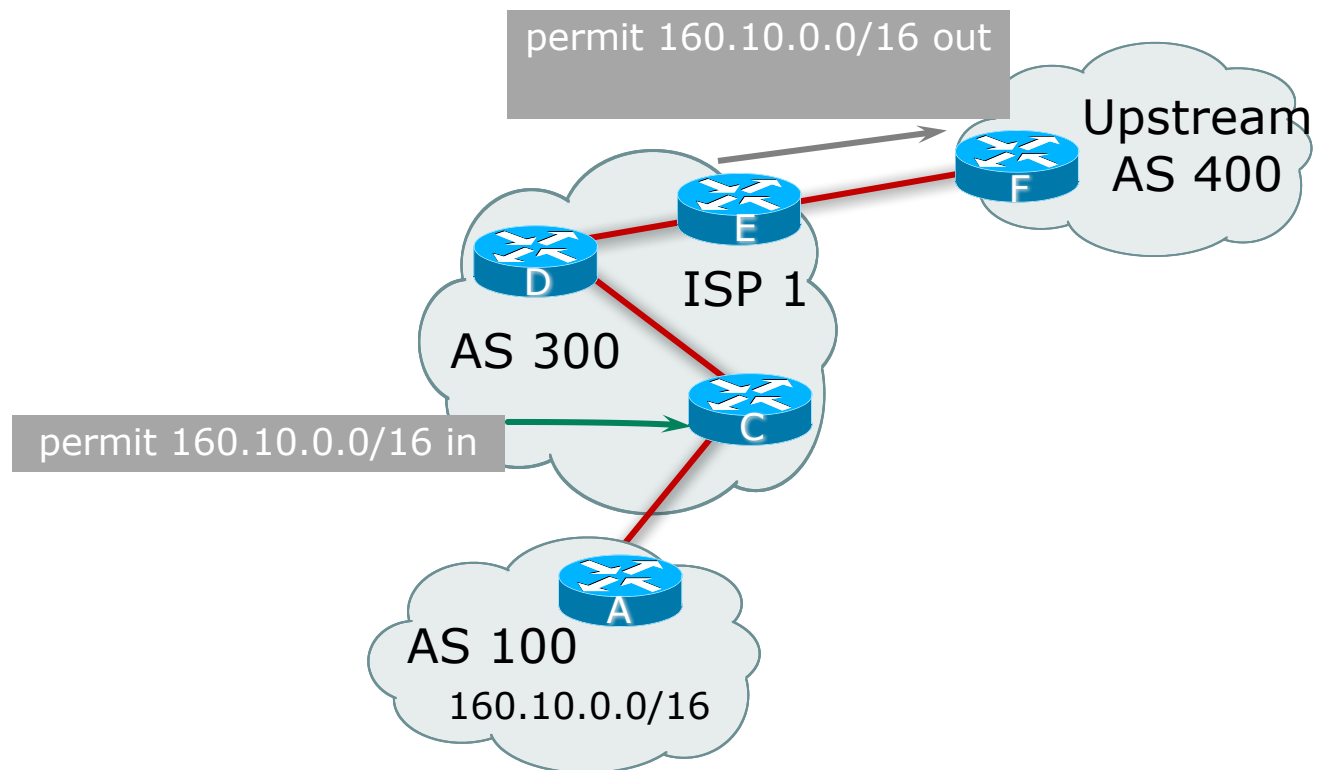 permit 160.10.0.0/16 out
Upstream
AS 400
F
E
D
ISP 1
AS 300
C
permit 160.10.0.0/16 in
A
AS 100
160.10.0.0/16